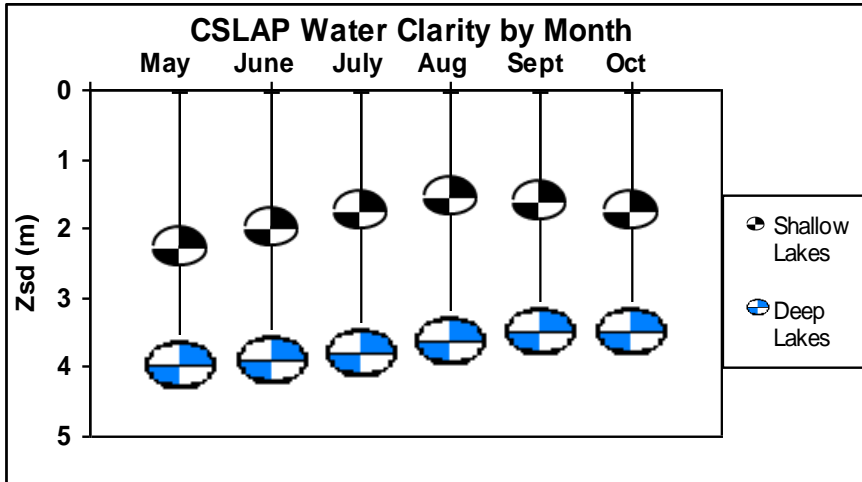 CSLAP Water Clarity by Month
May June July Aug Sept Oct
0
1
2
3
4
5
Zsd (m)
Shallow
Lakes
Deep
Lakes